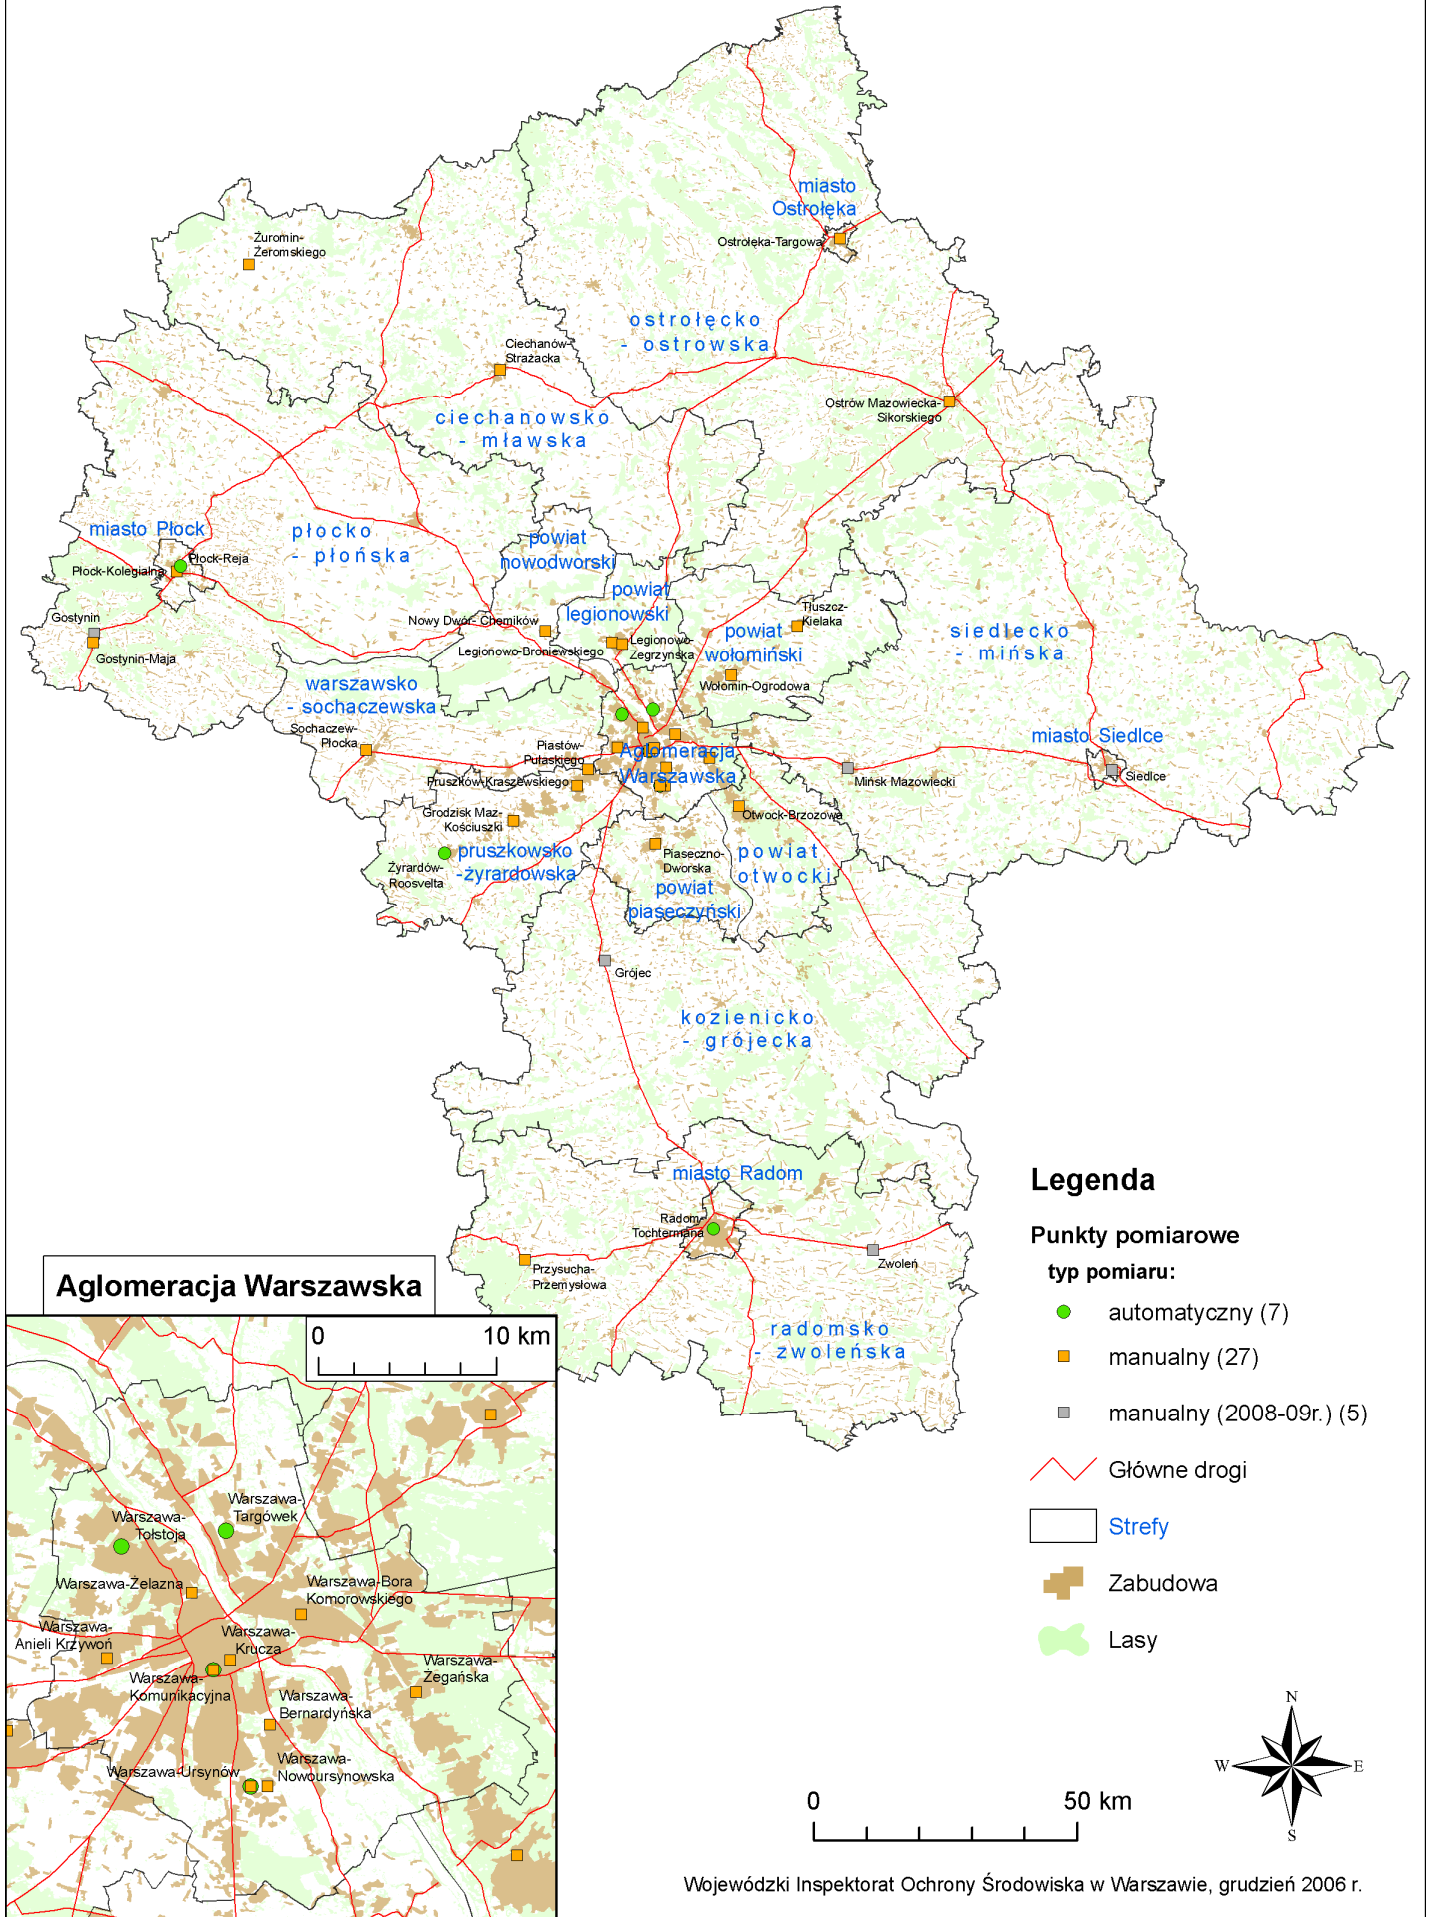 miasto
Ostrołęka
Ostrołęka-Targowa
Żuromin-
Żeromskiego
ostrołęcko
- ostrowska
Ciechanów-
Strażacka
ciechanowsko
- mławska
Ostrów Mazowiecka-
Sikorskiego
miasto Płock
płocko
- płońska
powiat
nowodworski
Płock-Reja
Płock-Kolegialna
powiat
legionowski
Gostynin
Gostynin-Maja
Nowy Dwór- Chemików
Legionowo-Broniewskiego
Legionowo-
Zegrzyńska
Tłuszcz-
Kielaka
powiat
wołomiński
Wołomin-Ogrodowa
siedlecko
- mińska
warszawsko
- sochaczewska
Sochaczew-
Płocka
Piastów-
Pułaskiego
Pruszków-Kraszewskiego
Aglomeracja
Warszawska
miasto Siedlce
Siedlce
Mińsk Mazowiecki
Grodzisk Maz-
Kościuszki
Otwock-Brzozowa
Żyrardów-
Roosvelta
pruszkowsko
-żyrardowska
Piaseczno-
Dworska
powiat
piaseczyński
powiat
otwocki
Grójec
kozienicko
- grójecka
miasto Radom
Radom-
Tochtermana
Przysucha-
Przemysłowa
Zwoleń
radomsko
- zwoleńska
Legenda
Punkty pomiarowe
typ pomiaru:
automatyczny (7)
manualny (27)
manualny (2008-09r.) (5)
Główne drogi
Strefy
Zabudowa
Lasy
Aglomeracja Warszawska
0 10 km
Warszawa-
Targówek
Warszawa-
Tołstoja
Warszawa-Żelazna
Warszawa-Bora
Komorowskiego
Warszawa-
Anieli Krzywoń
Warszawa-
Krucza
Warszawa-
Komunikacyjna
Warszawa-
Żegańska
Warszawa-
Bernardyńska
Warszawa-Ursynów
Warszawa-
Nowoursynowska
N
W
E
S
0 50 km
Wojewódzki Inspektorat Ochrony Środowiska w Warszawie, grudzień 2006 r.